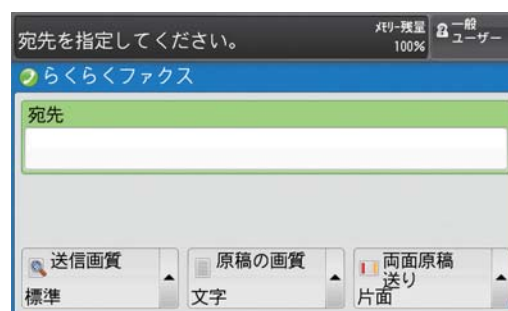 宛先を指定してください。
メモリー残量
100%
一般
ユーザー
らくらくファクス
宛先
送信画質
標準
原稿の画質
文字
両面原稿
送り
片面